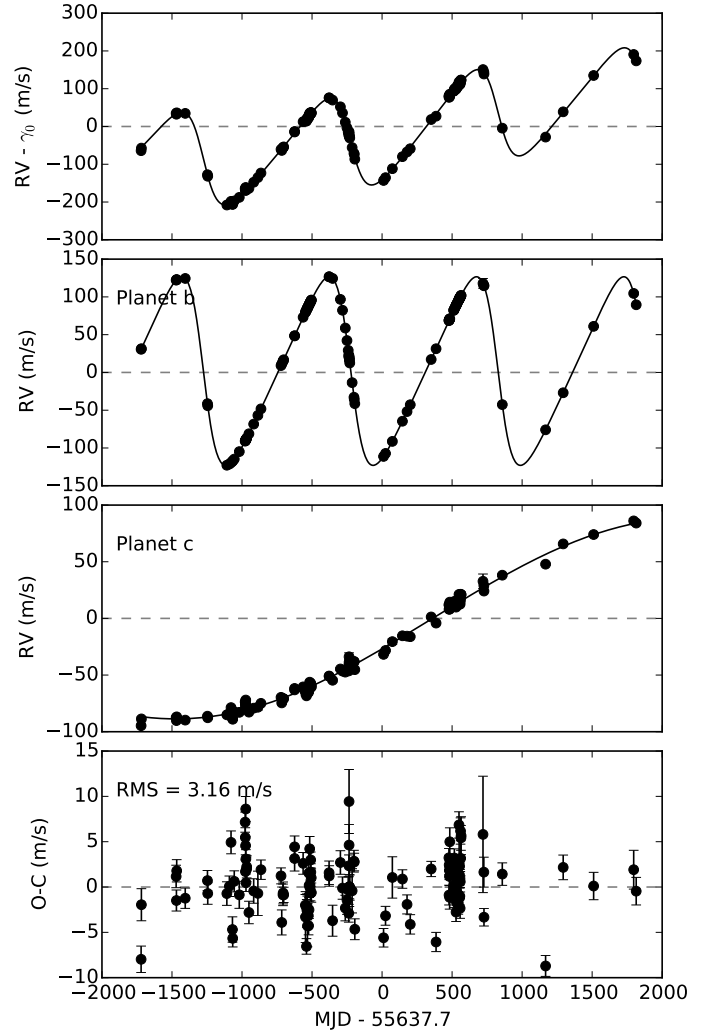 300
200
100
0
−100
−200
−300
RV - γ0 (m/s)
150
100
50
0
−50
−100
−150
RV (m/s)
Planet b
100
50
0
−50
−100
RV (m/s)
Planet c
15
10
5
0
−5
−10
O-C (m/s)
RMS = 3.16 m/s
−2000 −1500 −1000 −500 0 500 1000 1500 2000
MJD - 55637.7